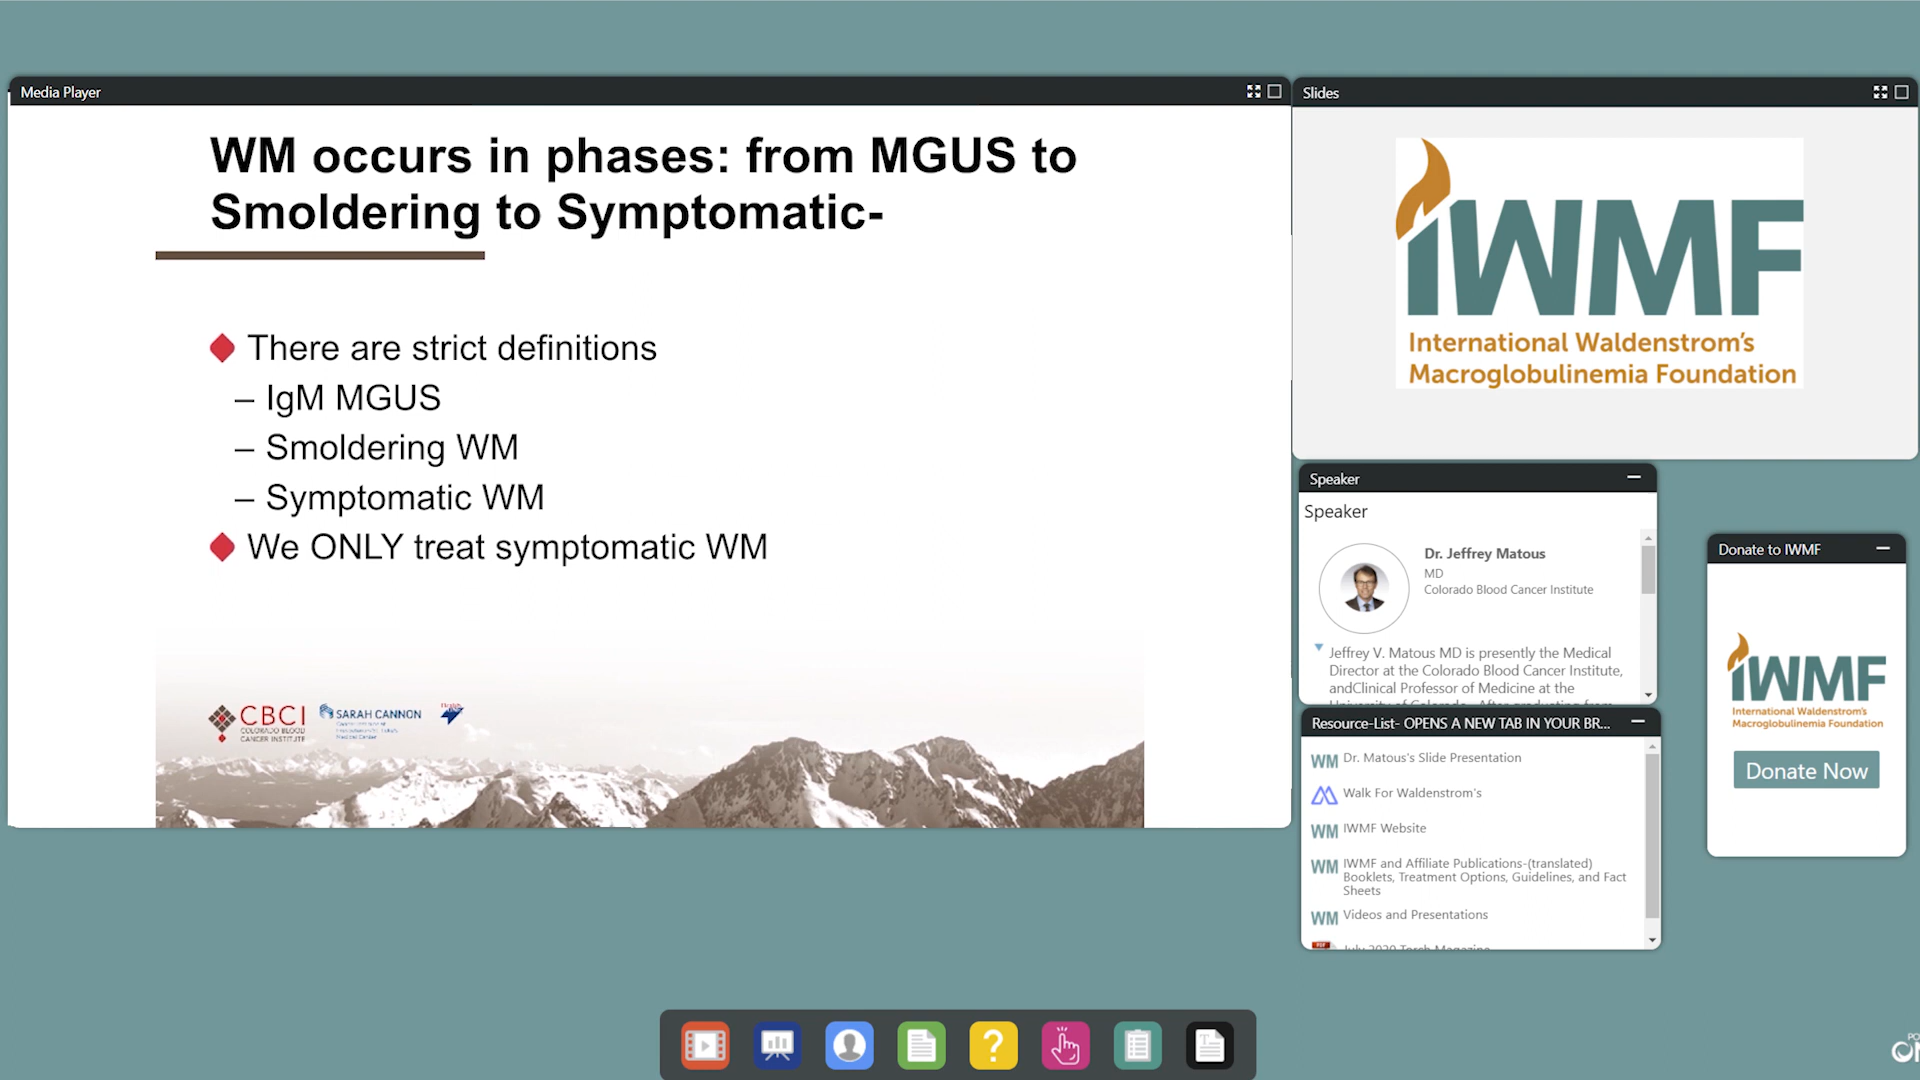 Media Player
WM occurs in phases: from MGUS to
Smoldering to Symptomatic-
There are strict definitions
– IgM MGUS
– Smoldering WM
– Symptomatic WM
We ONLY treat symptomatic WM
CBCI
COLORADO BLOOD
CANCER INSTITUTE
SARAH CANNON
Slides
IWMF
International Waldenstrom's
Macroglobulinemia Foundation
Speaker
Speaker
Dr. Jeffrey Matous
MD
Colorado Blood Cancer Institute
Jeffrey V. Matous MD is presently the Medical
Director at the Colorado Blood Cancer Institute,
andClinical Professor of Medicine at the
Resource-List- OPENS A NEW TAB IN YOUR BR...
WM Dr. Matous's Slide Presentation
Walk For Waldenstrom's
WM IWMF Website
WM IWMF and Affiliate Publications-(translated)
Booklets, Treatment Options, Guidelines, and Fact
Sheets
WM Videos and Presentations
July 2020 Torch Magazine
Donate to IWMF
IWMF
International Waldenstrom's
Macroglobulinemia Foundation
Donate Now